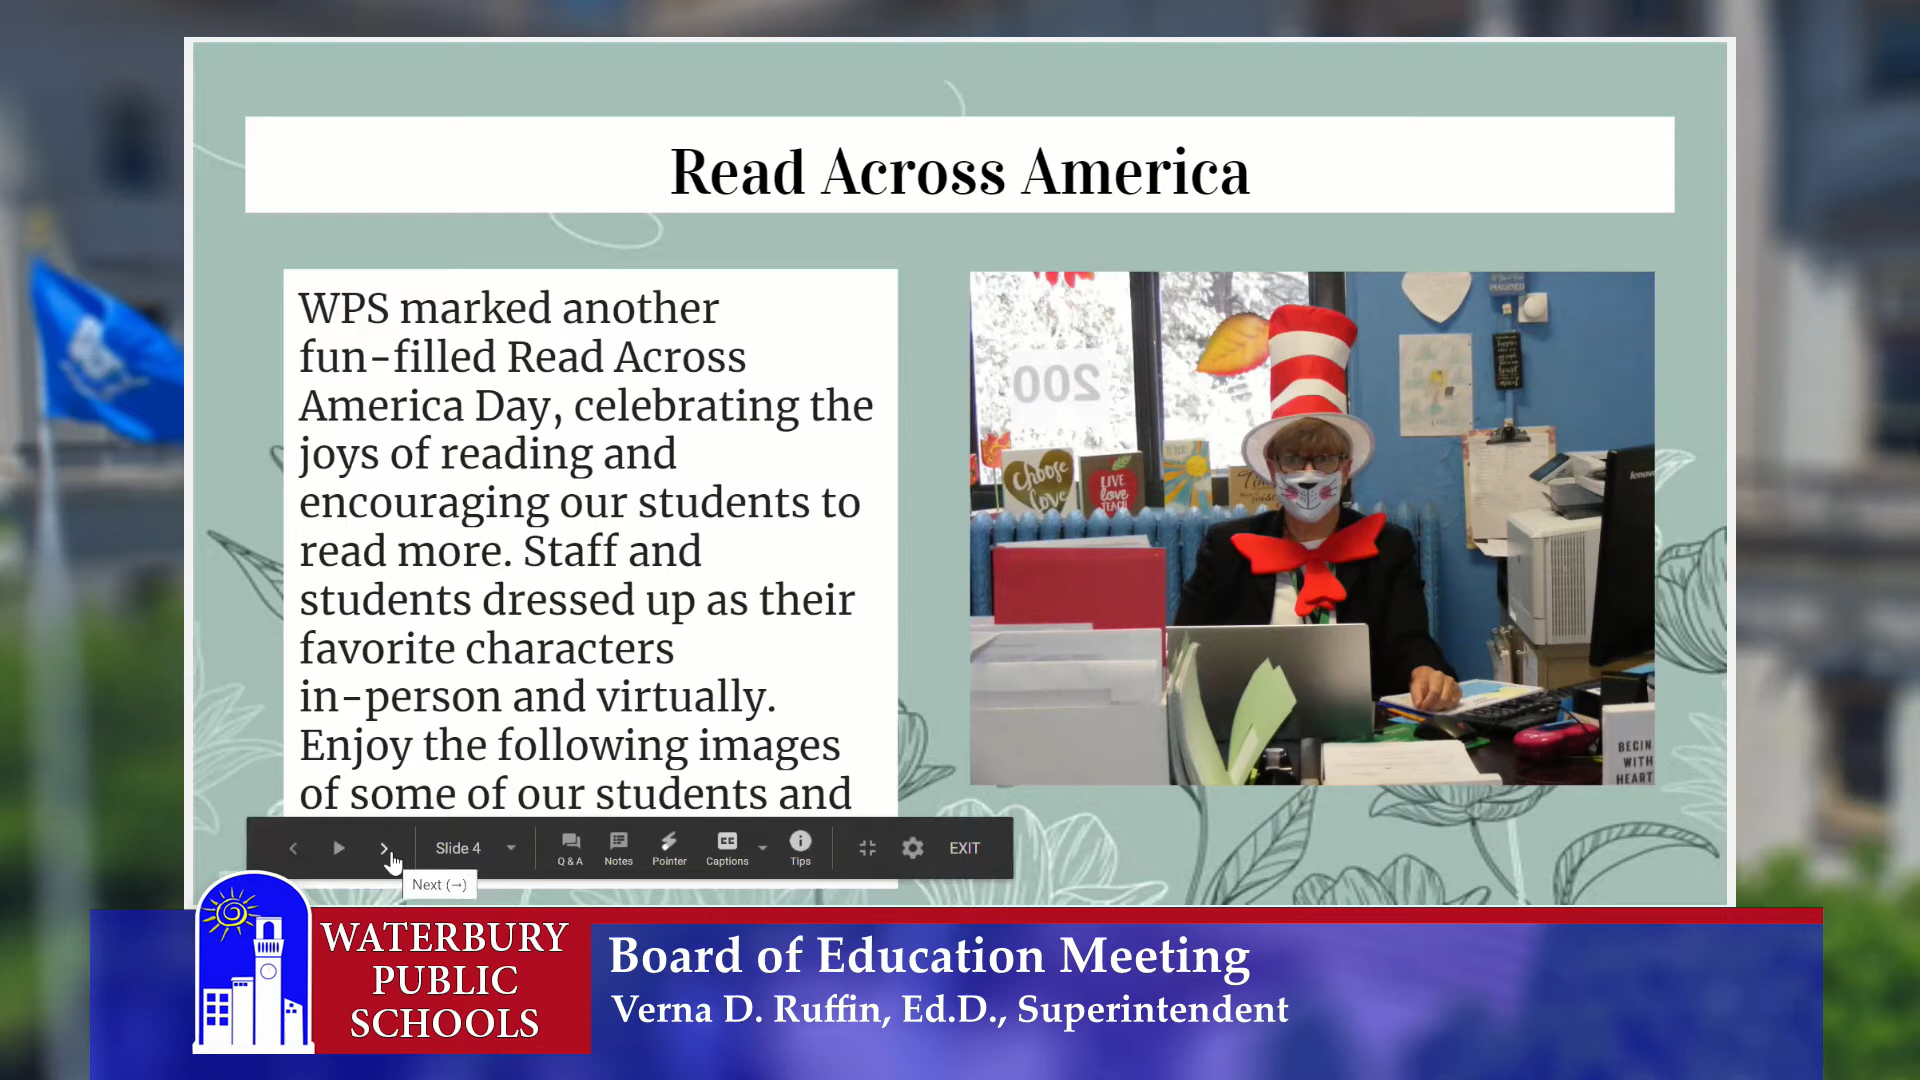 Read Across America
WPS marked another
fun-filled Read Across
America Day, celebrating the
joys of reading and
encouraging our students to
read more. Staff and
students dressed up as their
favorite characters
in-person and virtually.
Enjoy the following images
of some of our students and
IMAGINED
200
Choose
love
LIVE
love
TEACH
lenovo
BEGIN
WITH
HEART
Slide 4
Q & A
Notes
Pointer
Captions
Tips
EXIT
Next (→)
WATERBURY
PUBLIC
SCHOOLS
Board of Education Meeting
Verna D. Ruffin, Ed.D., Superintendent